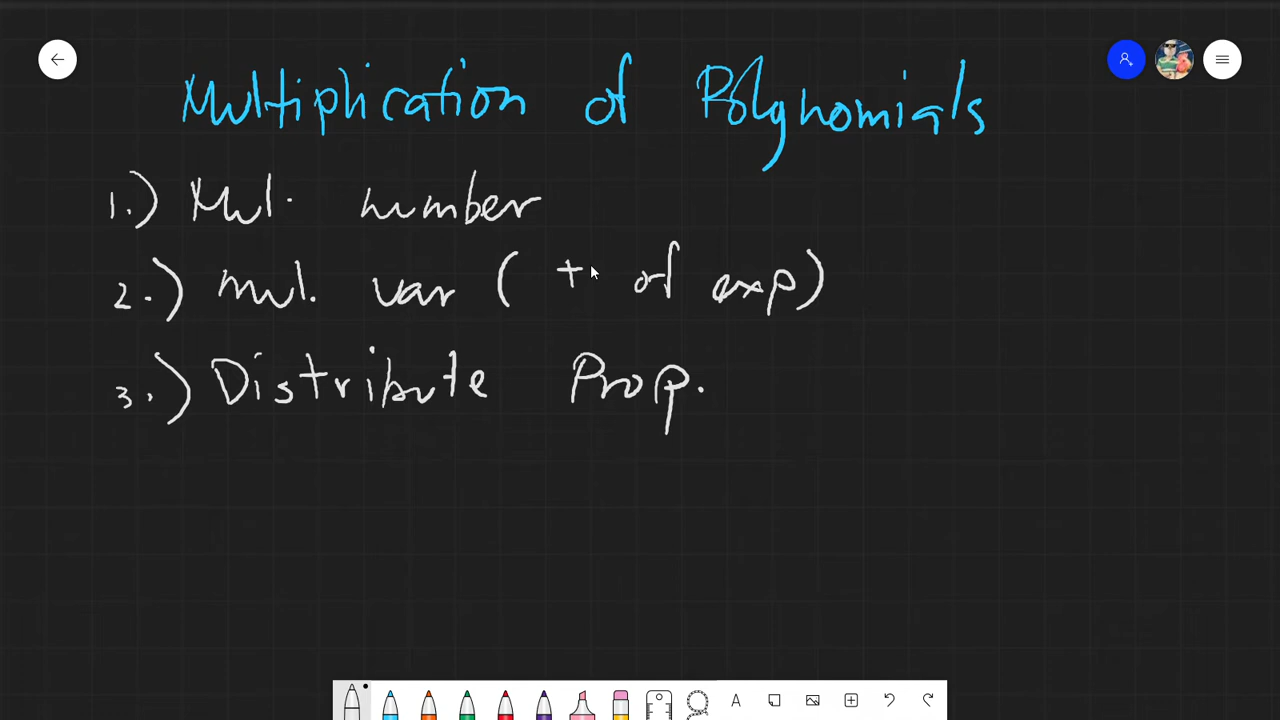 Multiplication of Polynomials
1.) Mul. number
2.) mul. var ( + of exp)
3.) Distribute Prop.
A